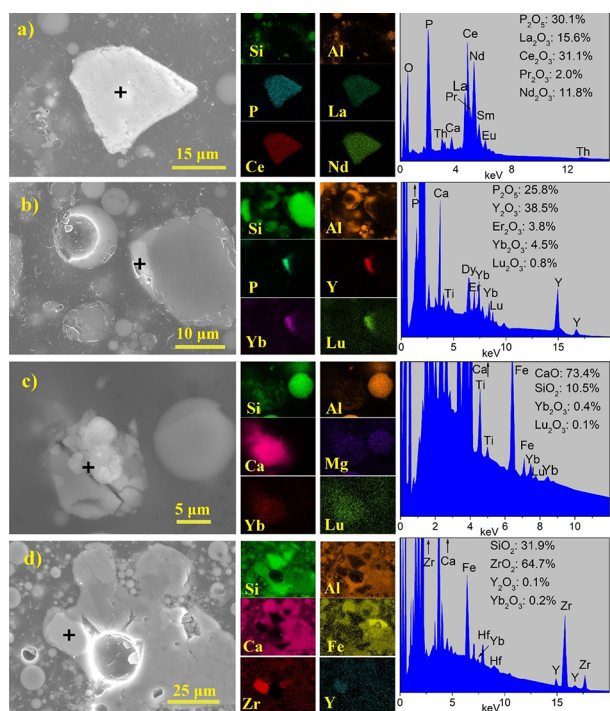 a)
15 µm
Si
Al
P
La
Ce
Nd
P₂O₅: 30.1%
La₂O₃: 15.6%
Ce₂O₃: 31.1%
Pr₂O₃: 2.0%
Nd₂O₃: 11.8%
O
P
Ce
Nd
La
Pr
Sm
Eu
Th
Ca
Th
0
6
12
keV
b)
10 µm
Si
Al
P
Y
Yb
Lu
P₂O₅: 25.8%
Y₂O₃: 38.5%
Er₂O₃: 3.8%
Yb₂O₃: 4.5%
Lu₂O₃: 0.8%
P
Ca
Ti
Dy
Yb
Er
Yb
Lu
Y
Y
0
5
10
15
keV
c)
5 µm
Si
Al
Ca
Mg
Yb
Lu
CaO: 73.4%
SiO₂: 10.5%
Yb₂O₃: 0.4%
Lu₂O₃: 0.1%
Ca
Ti
Fe
Ti
Fe
Yb
Lu
Yb
0
5
10
keV
d)
25 µm
Si
Al
Ca
Fe
Zr
Y
SiO₂: 31.9%
ZrO₂: 64.7%
Y₂O₃: 0.1%
Yb₂O₃: 0.2%
Zr
Ca
Fe
Hf
Yb
Hf
Zr
Y
Y
Zr
0
5
10
15
keV